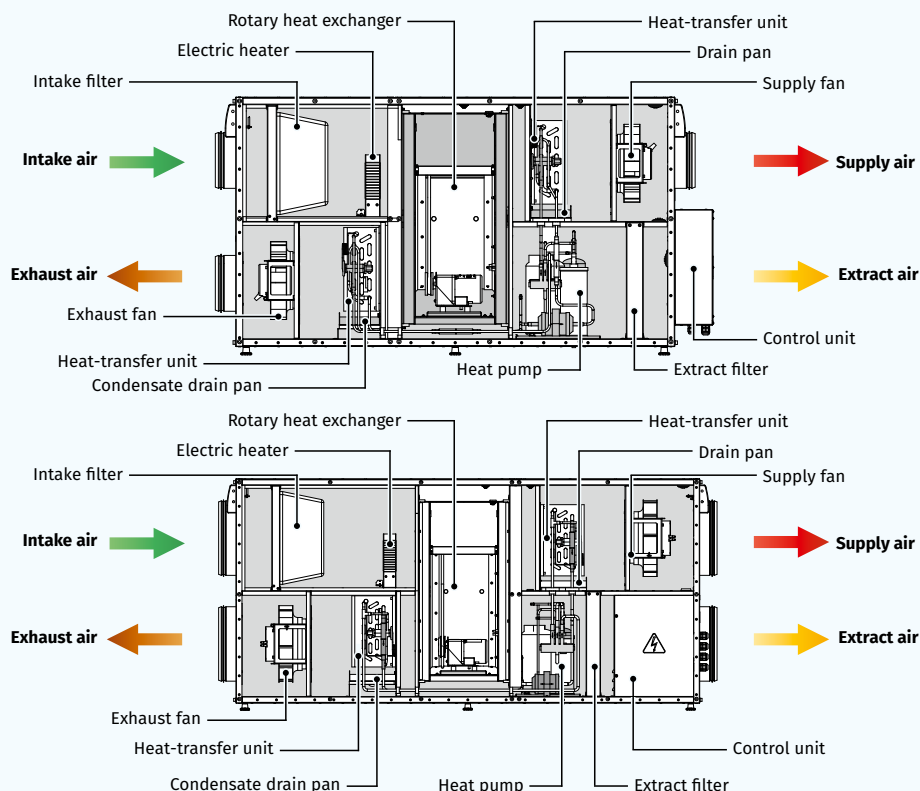 Rotary heat exchanger
Heat-transfer unit
Electric heater
Drain pan
Intake filter
Supply fan
Intake air
Supply air
Exhaust air
Extract air
Exhaust fan
Control unit
Heat-transfer unit
Heat pump
Extract filter
Condensate drain pan
Rotary heat exchanger
Heat-transfer unit
Electric heater
Drain pan
Intake filter
Supply fan
Intake air
Supply air
Exhaust air
Extract air
Exhaust fan
Heat-transfer unit
Control unit
Condensate drain pan
Heat pump
Extract filter